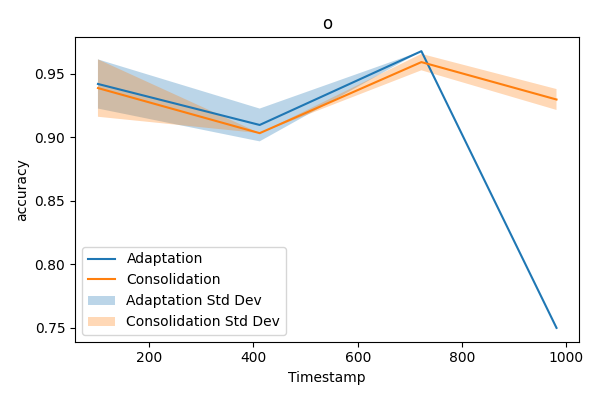 o
0.95
0.90
0.85
0.80
0.75
accuracy
Adaptation
Consolidation
Adaptation Std Dev
Consolidation Std Dev
200
400
600
800
1000
Timestamp